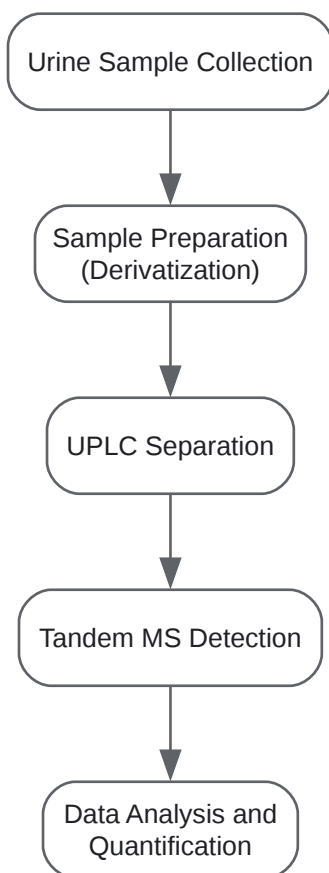 Urine Sample Collection
Sample Preparation
(Derivatization)
UPLC Separation
Tandem MS Detection
Data Analysis and
Quantification